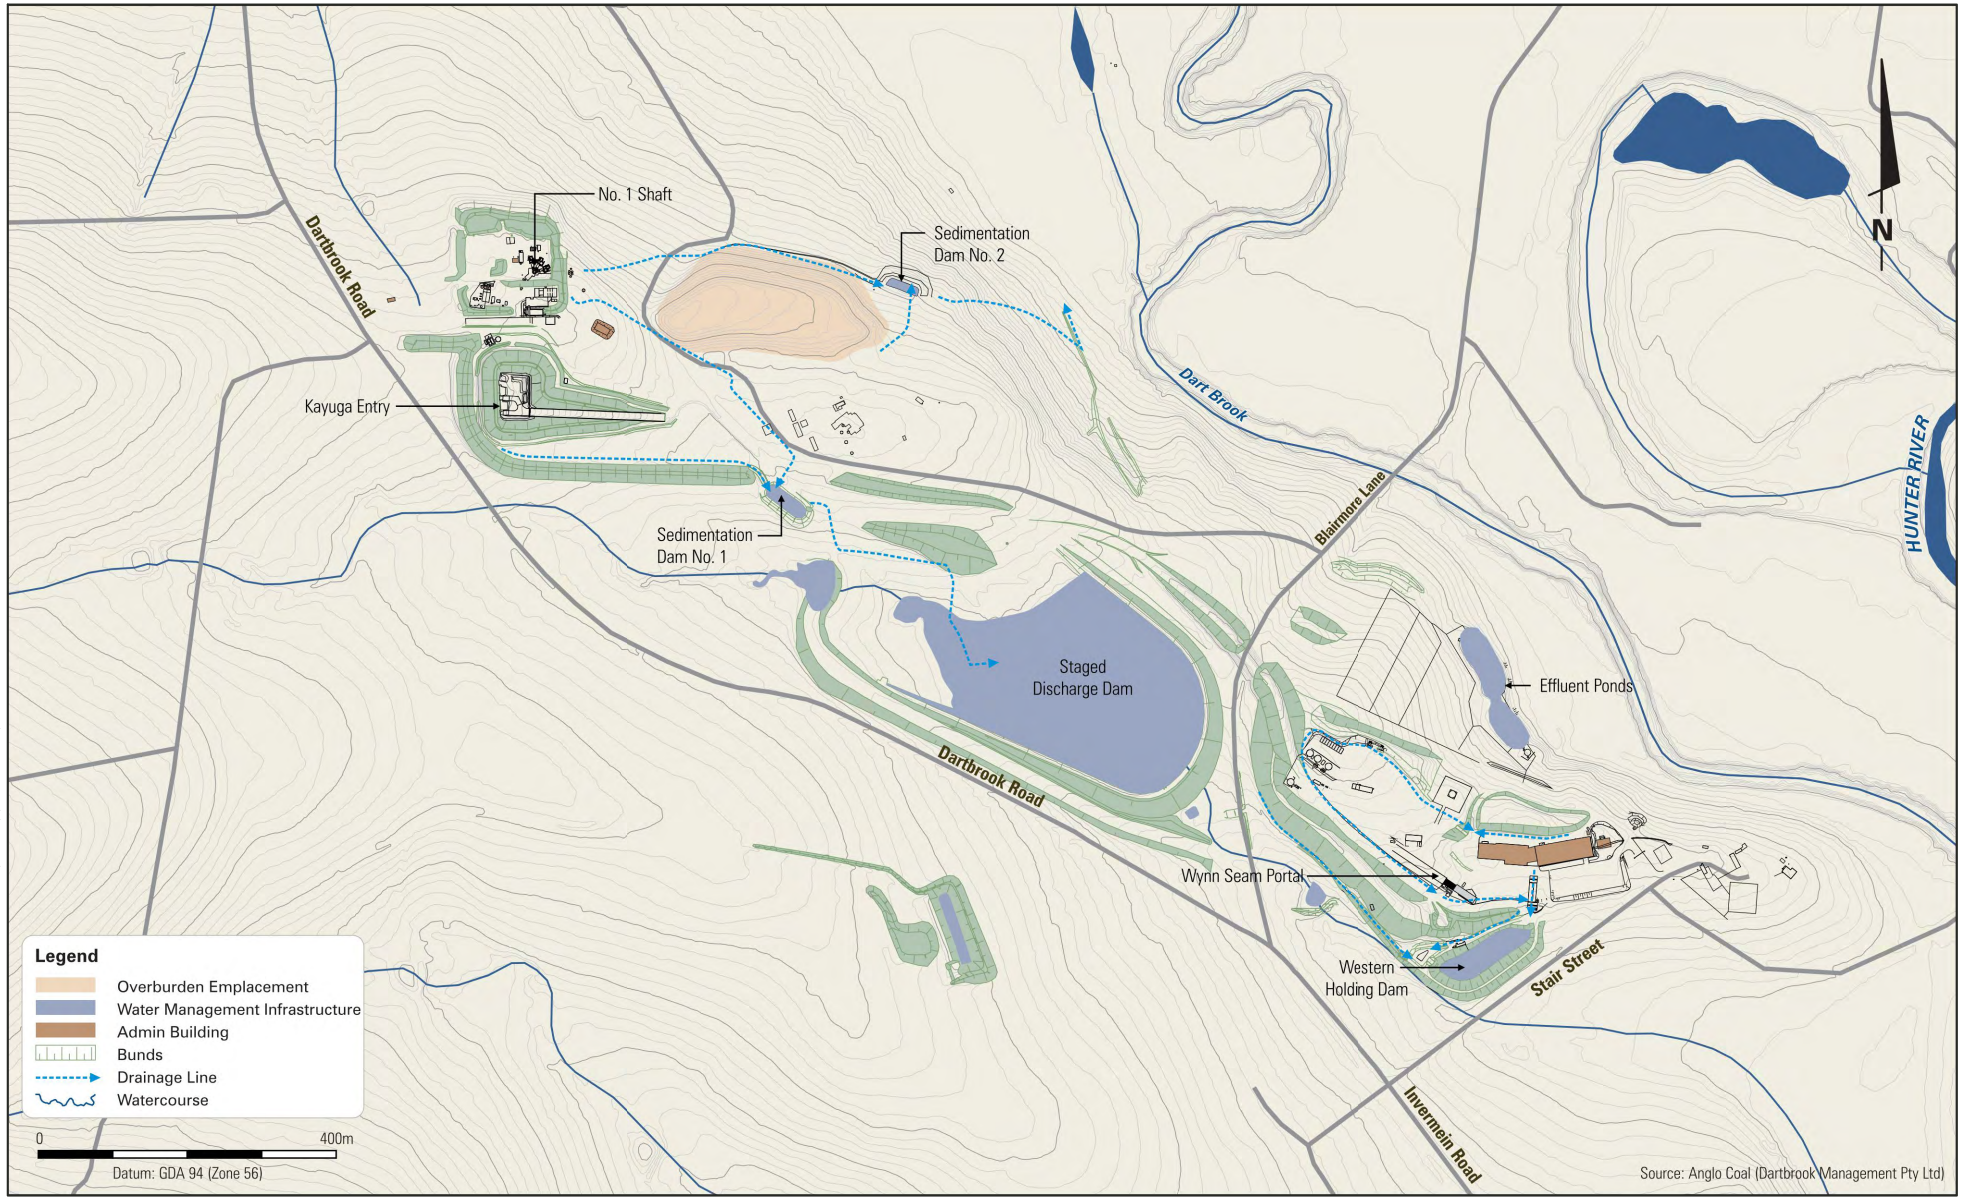 No. 1 Shaft
Sedimentation
Dam No. 2
N
Dartbrook Road
Dart Brook
Kayuga Entry
HUNTER RIVER
Blairmore Lane
Sedimentation
Dam No. 1
Staged
Discharge Dam
Effluent Ponds
Dartbrook Road
Wynn Seam Portal
Western
Holding Dam
Stair Street
Invermein Road
Legend
Overburden Emplacement
Water Management Infrastructure
Admin Building
Bunds
Drainage Line
Watercourse
0 400m
Datum: GDA 94 (Zone 56)
Source: Anglo Coal (Dartbrook Management Pty Ltd)